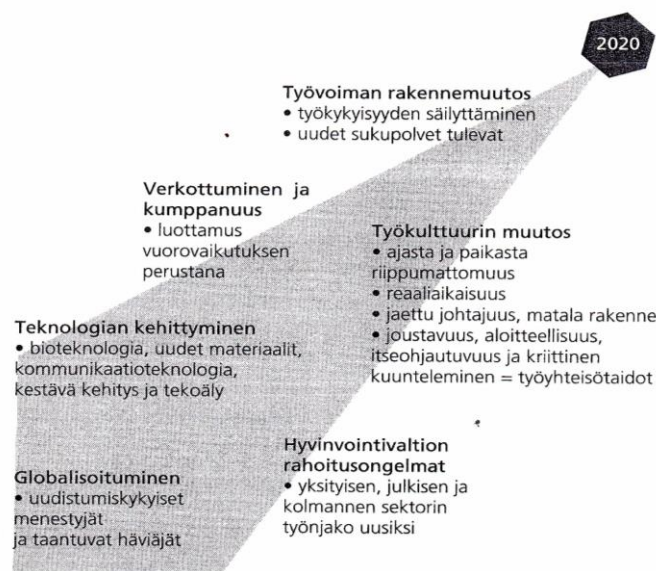 2020
Työvoiman rakennemuutos
• työkykyisyyden säilyttäminen
• uudet sukupolvet tulevat
Verkottuminen ja
kumppanuus
• luottamus
vuorovaikutuksen
perustana
Työkulttuurin muutos
• ajasta ja paikasta
riippumattomuus
• reaaliaikaisuus
• jaettu johtajuus, matala rakenne
• joustavuus, aloitteellisuus,
itseohjautuvuus ja kriittinen
kuunteleminen = työyhteisötaidot
Teknologian kehittyminen
• bioteknologia, uudet materiaalit,
kommunikaatioteknologia,
kestävä kehitys ja tekoäly
Hyvinvointivaltion
rahoitusongelmat
• yksityisen, julkisen ja
kolmannen sektorin
työnjako uusiksi
Globalisoituminen
• uudistumiskykyiset
menestyjät
ja taantuvat häviäjät